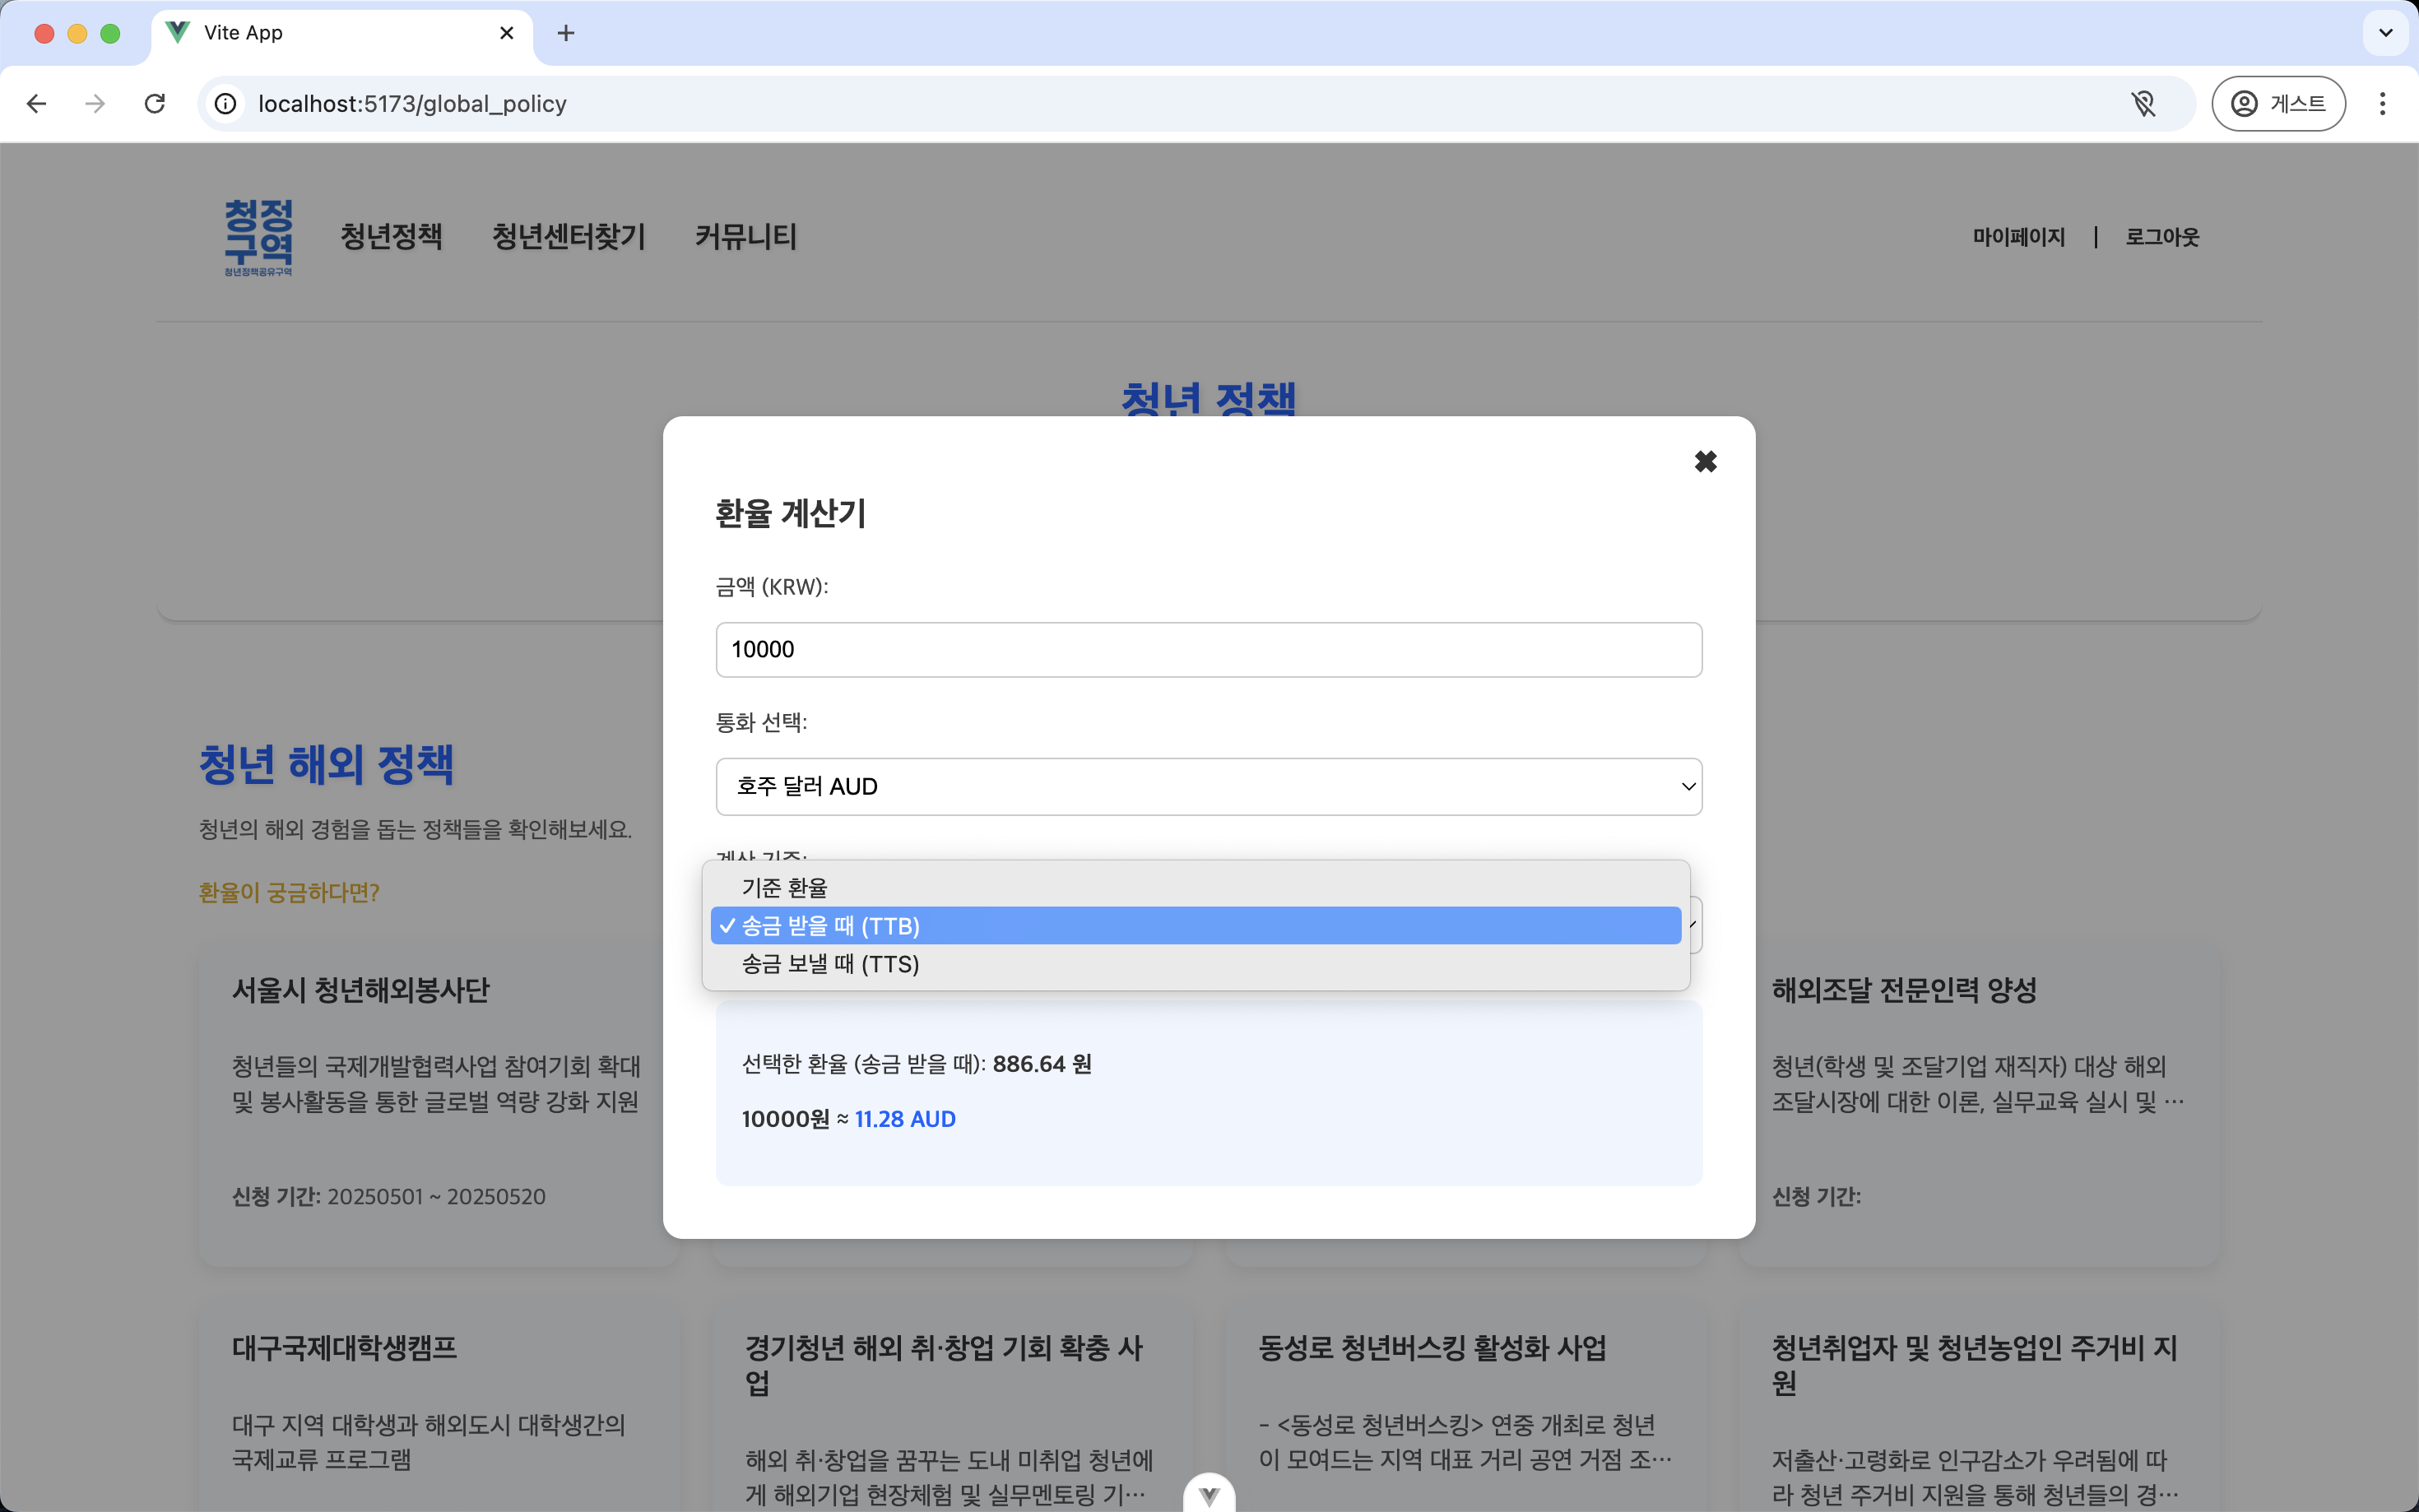 Vite App
localhost:5173/global_policy
게스트
청정
구역
청년정책공유구역
청년정책
청년센터찾기
커뮤니티
마이페이지 | 로그아웃
청년 정책
환율 계산기
금액 (KRW):
10000
통화 선택:
호주 달러 AUD
계산 기준:
기준 환율
✓ 송금 받을 때 (TTB)
송금 보낼 때 (TTS)
선택한 환율 (송금 받을 때): 886.64 원
10000원 ≈ 11.28 AUD
청년 해외 정책
청년의 해외 경험을 돕는 정책들을 확인해보세요.
환율이 궁금하다면?
서울시 청년해외봉사단
청년들의 국제개발협력사업 참여기회 확대
및 봉사활동을 통한 글로벌 역량 강화 지원
신청 기간: 20250501 ~ 20250520
해외조달 전문인력 양성
청년(학생 및 조달기업 재직자) 대상 해외
조달시장에 대한 이론, 실무교육 실시 및 …
신청 기간:
대구국제대학생캠프
대구 지역 대학생과 해외도시 대학생간의
국제교류 프로그램
경기청년 해외 취·창업 기회 확충 사
업
해외 취·창업을 꿈꾸는 도내 미취업 청년에
게 해외기업 현장체험 및 실무멘토링 기…
동성로 청년버스킹 활성화 사업
- <동성로 청년버스킹> 연중 개최로 청년
이 모여드는 지역 대표 거리 공연 거점 조…
청년취업자 및 청년농업인 주거비 지
원
저출산·고령화로 인구감소가 우려됨에 따
라 청년 주거비 지원을 통해 청년들의 경…